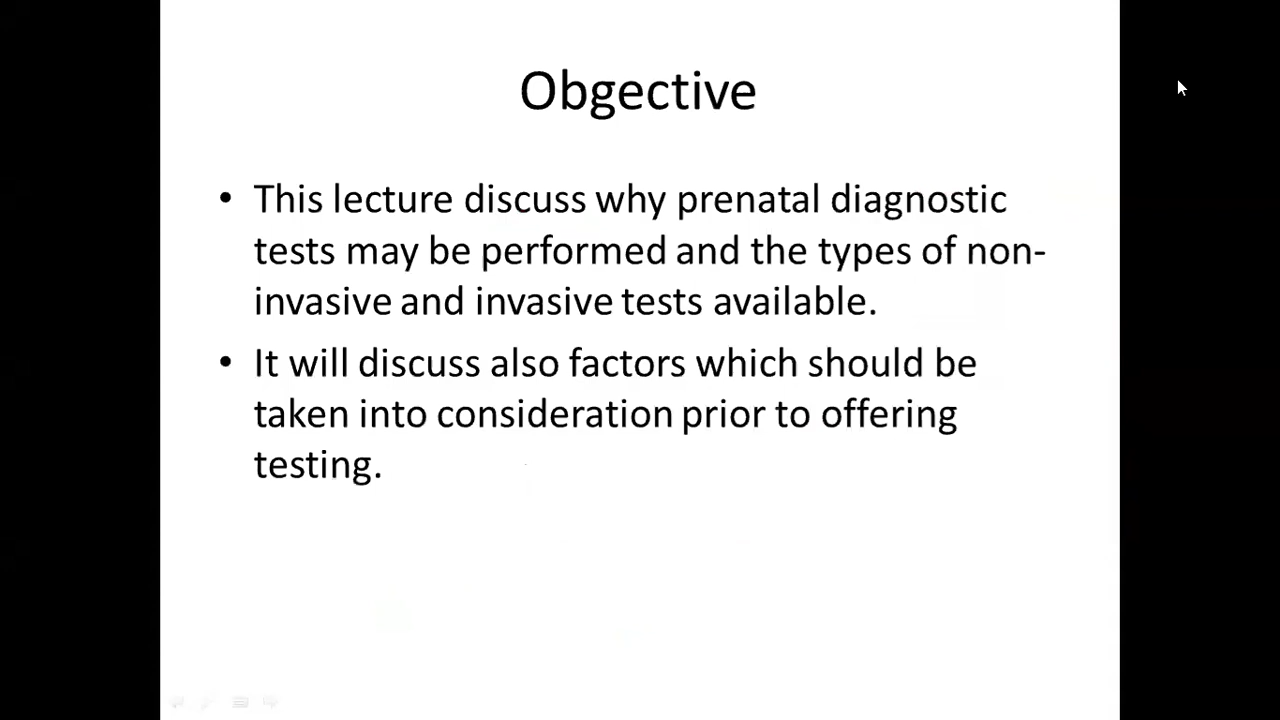 Obgective
• This lecture discuss why prenatal diagnostic
tests may be performed and the types of non-
invasive and invasive tests available.
• It will discuss also factors which should be
taken into consideration prior to offering
testing.